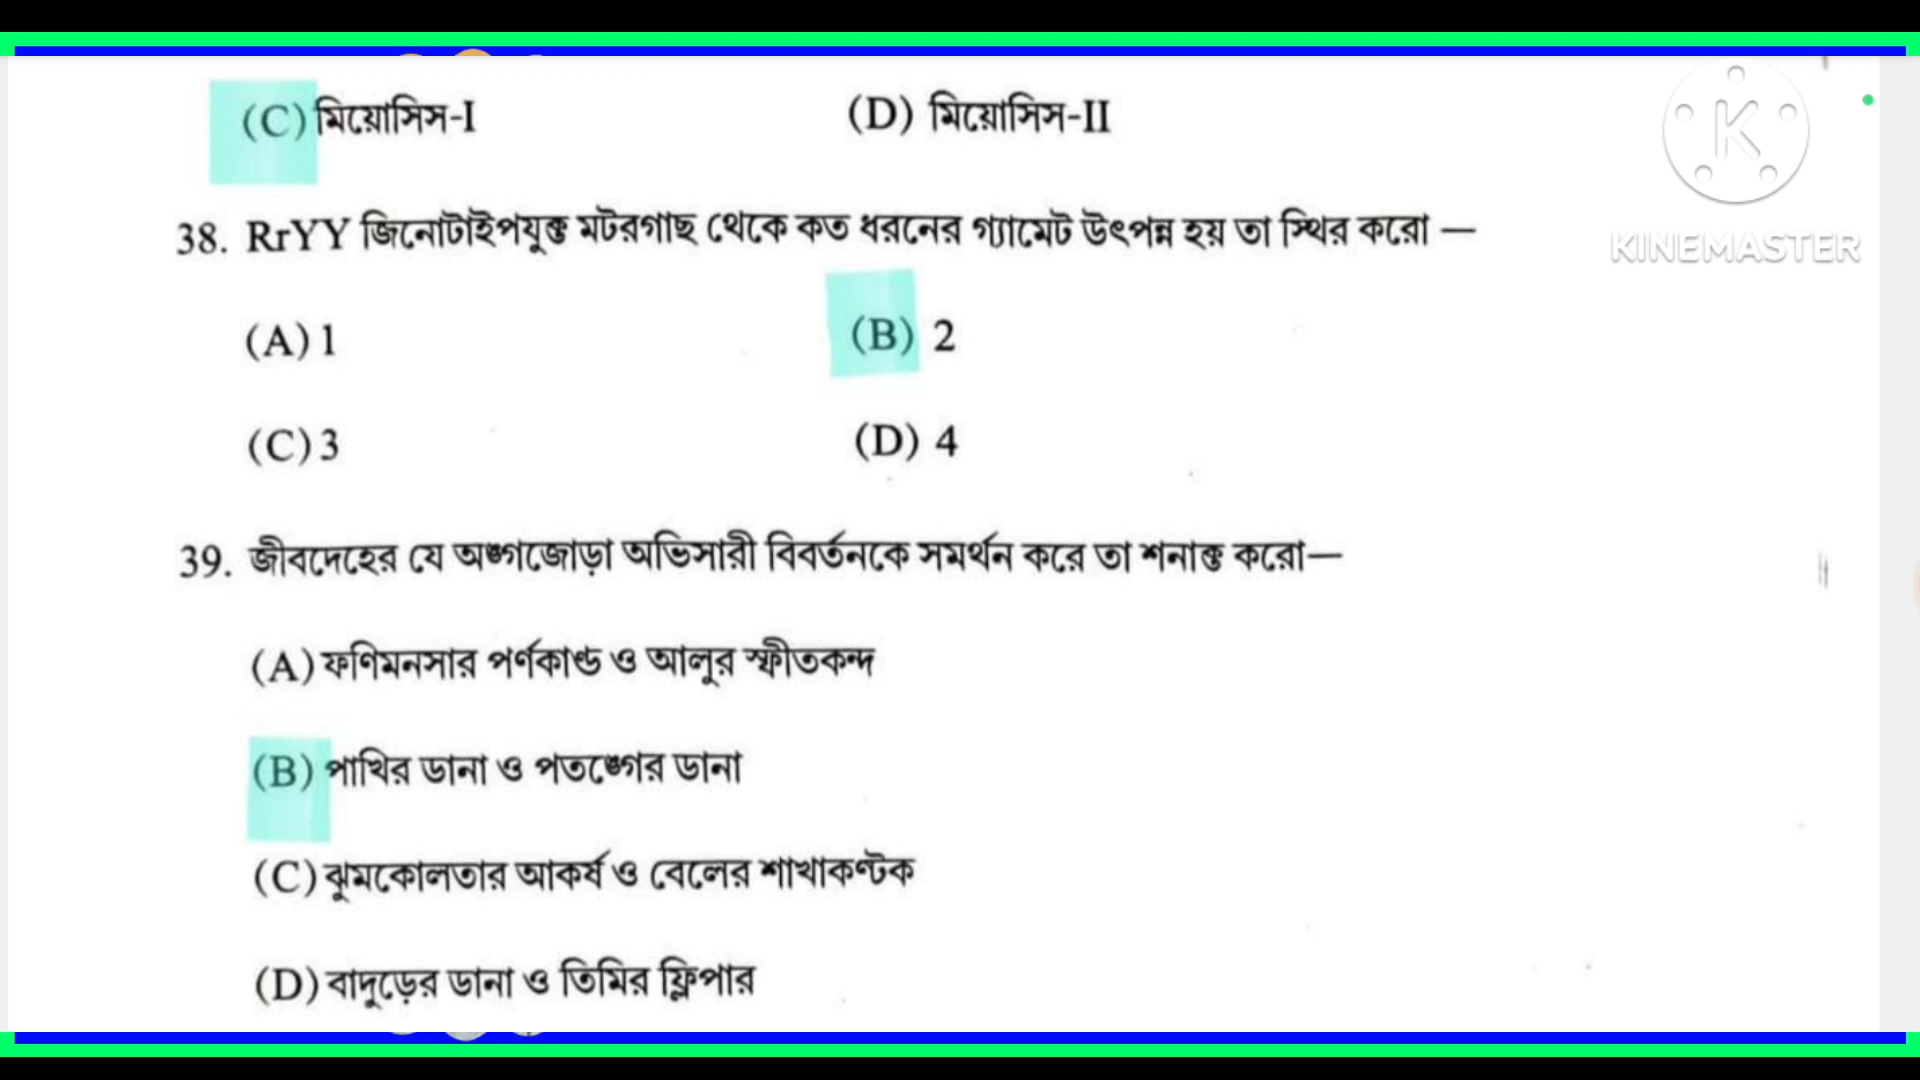 (C) মিয়োসিস-I (D) মিয়োসিস-II
38. RrYY জিনোটাইপযুক্ত মটরগাছ থেকে কত ধরনের গ্যামেট উৎপন্ন হয় তা স্থির করো —
(A) 1 (B) 2
(C) 3 (D) 4
39. জীবদেহের যে অঙ্গজোড়া অভিসারী বিবর্তনকে সমর্থন করে তা শনাক্ত করো—
(A) ফণিমনসার পর্ণকাণ্ড ও আলুর স্ফীতকন্দ
(B) পাখির ডানা ও পতঙ্গের ডানা
(C) ঝুমকোলতার আকর্ষ ও বেলের শাখাকণ্টক
(D) বাদুড়ের ডানা ও তিমির ফ্লিপার
K
KINEMASTER